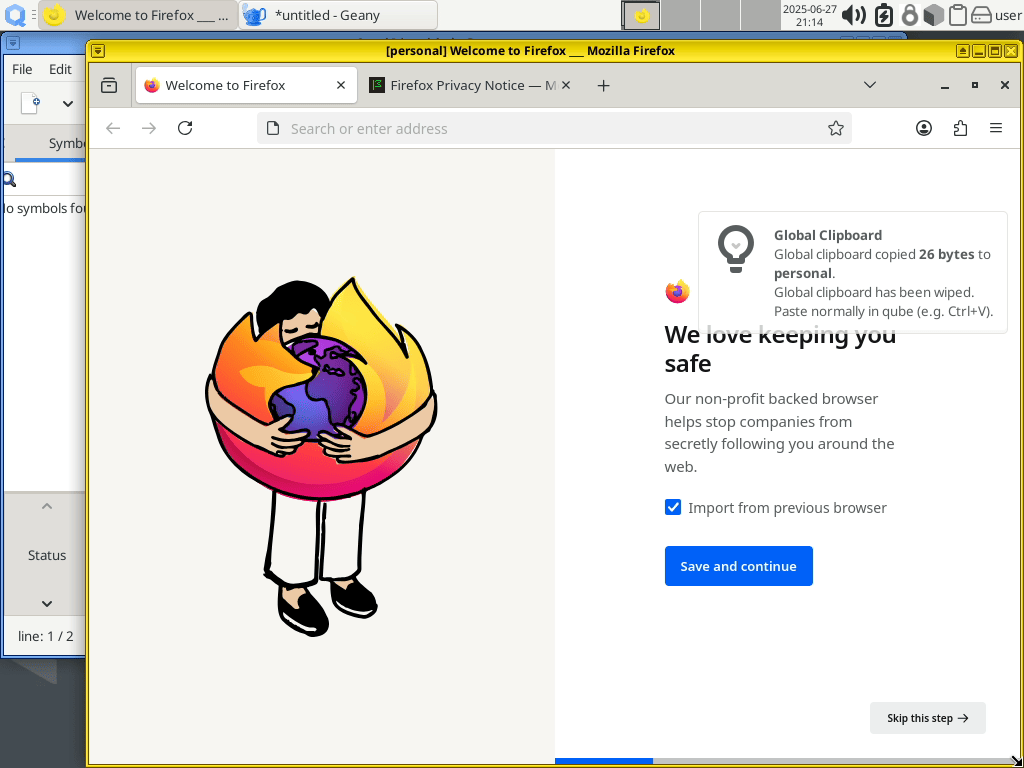 Welcome to Firefox ___ ...
*untitled - Geany
2025-06-27
21:14
user
[personal] Welcome to Firefox ___ Mozilla Firefox
File Edit
Welcome to Firefox
Firefox Privacy Notice — M
Search or enter address
Symb
No symbols fo
Global Clipboard
Global clipboard copied 26 bytes to
personal.
Global clipboard has been wiped.
Paste normally in qube (e.g. Ctrl+V).
We love keeping you
safe
Our non-profit backed browser
helps stop companies from
secretly following you around the
web.
Import from previous browser
Save and continue
Status
line: 1 / 2
Skip this step